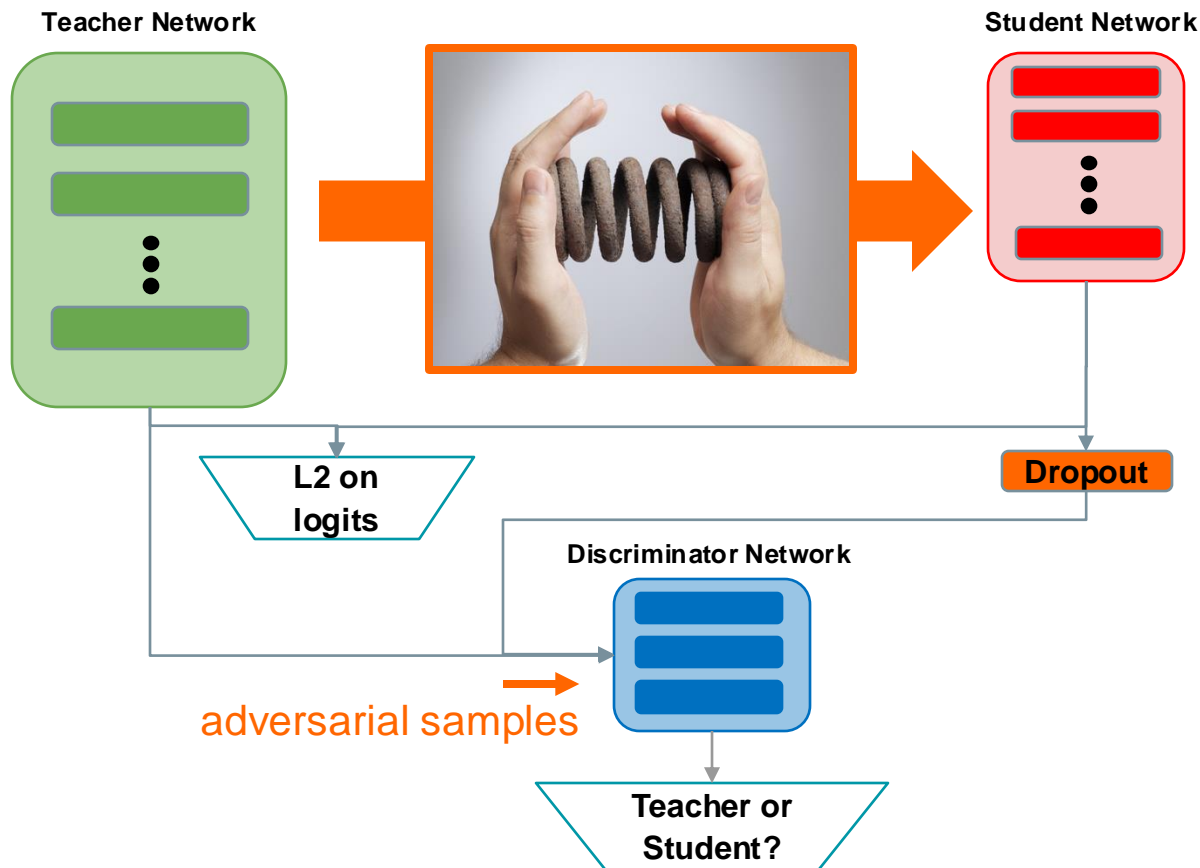 Teacher Network
Student Network
L2 on
logits
Dropout
Discriminator Network
adversarial samples
Teacher or
Student?